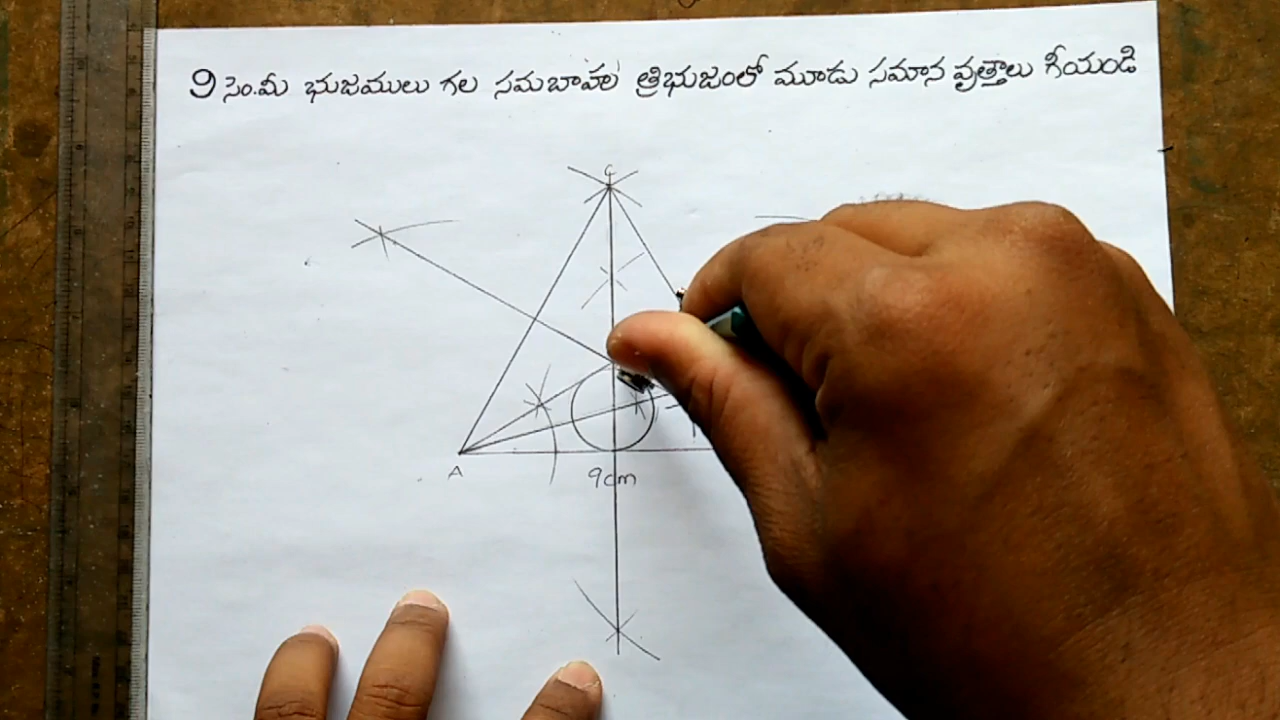 9 సెం.మీ భుజములు గల సమబాహు త్రిభుజంలో మూడు సమాన వృత్తాలు గీయండి
C
A
9cm